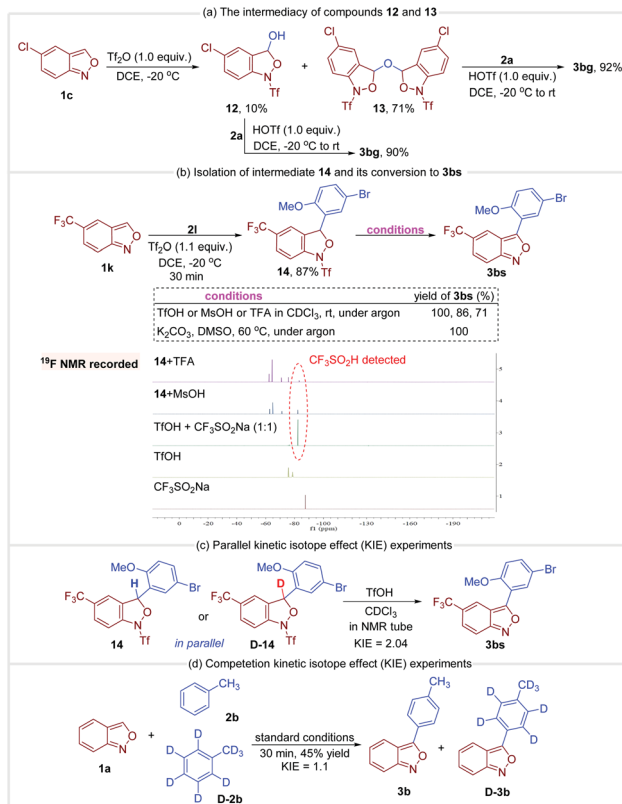 (a) The intermediacy of compounds 12 and 13
Cl
O
N
1c
Tf₂O (1.0 equiv.)
DCE, -20 °C
OH
Cl
O
N
Tf
12, 10%
+
Cl
Cl
O
O
O
N
N
Tf
Tf
13, 71%
2a
HOTf (1.0 equiv.)
DCE, -20 °C to rt
3bg, 92%
2a
HOTf (1.0 equiv.)
DCE, -20 °C to rt
3bg, 90%
(b) Isolation of intermediate 14 and its conversion to 3bs
F₃C
O
N
1k
2l
Tf₂O (1.1 equiv.)
DCE, -20 °C
30 min
Br
MeO
F₃C
O
N
Tf
14, 87%
conditions
Br
MeO
F₃C
O
N
3bs
conditions yield of 3bs (%)
TfOH or MsOH or TFA in CDCl₃, rt, under argon 100, 86, 71
K₂CO₃, DMSO, 60 °C, under argon 100
¹⁹F NMR recorded
14+TFA
CF₃SO₂H detected
5
14+MsOH
4
TfOH + CF₃SO₂Na (1:1)
3
TfOH
2
CF₃SO₂Na
1
0 -20 -40 -60 -80 -100 -120 -140 -160 -190
f1 (ppm)
(c) Parallel kinetic isotope effect (KIE) experiments
MeO
H
Br
F₃C
O
N
Tf
14
or
in parallel
MeO
D
Br
F₃C
O
N
Tf
D-14
TfOH
CDCl₃
in NMR tube
KIE = 2.04
MeO
Br
F₃C
O
N
3bs
(d) Competetion kinetic isotope effect (KIE) experiments
O
N
1a
+
CH₃
2b
D
CD₃
D
D
D
D
D-2b
standard conditions
30 min, 45% yield
KIE = 1.1
CH₃
O
N
3b
+
CD₃
D
D
D
D
O
N
D-3b